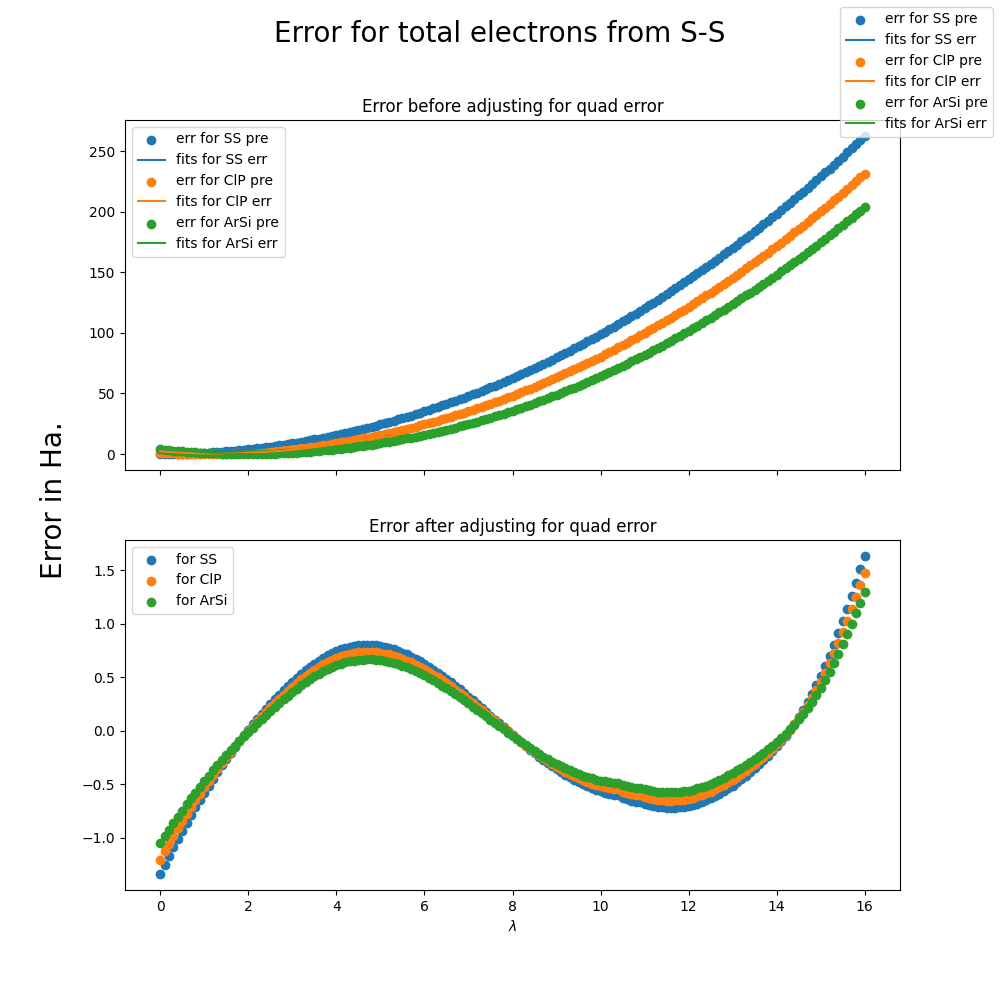 Error for total electrons from S-S
err for SS pre
fits for SS err
err for ClP pre
fits for ClP err
err for ArSi pre
fits for ArSi err
Error before adjusting for quad error
err for SS pre
fits for SS err
err for ClP pre
fits for ClP err
err for ArSi pre
fits for ArSi err
250
200
150
100
50
0
Error in Ha.
Error after adjusting for quad error
for SS
for ClP
for ArSi
1.5
1.0
0.5
0.0
−0.5
−1.0
0 2 4 6 8 10 12 14 16
λ